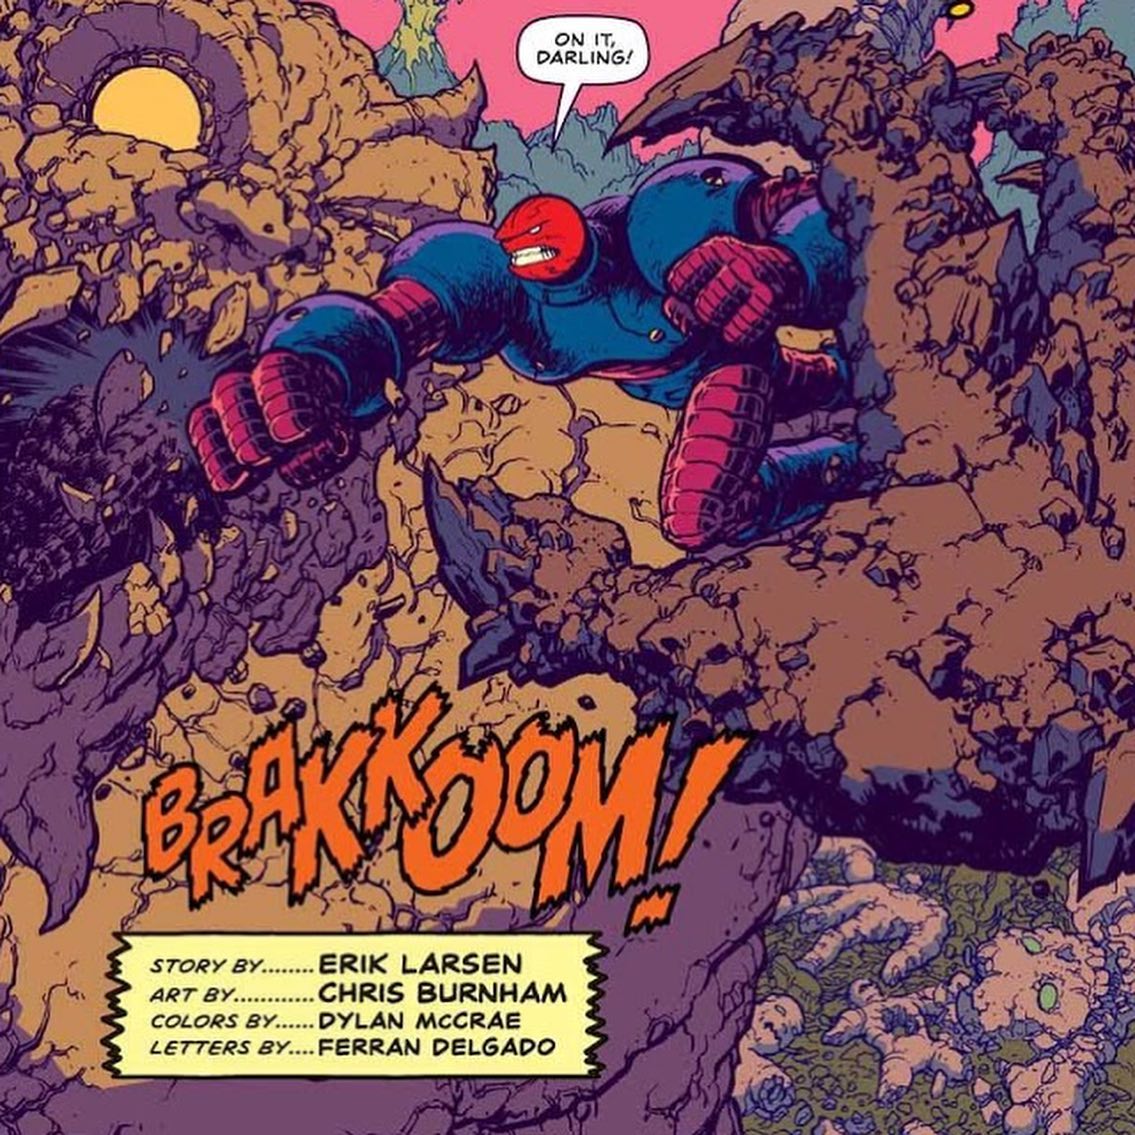 ON IT,
DARLING!
BRAKKOOM!
STORY BY........ ERIK LARSEN
ART BY............ CHRIS BURNHAM
COLORS BY...... DYLAN McCRAE
LETTERS BY.... FERRAN DELGADO